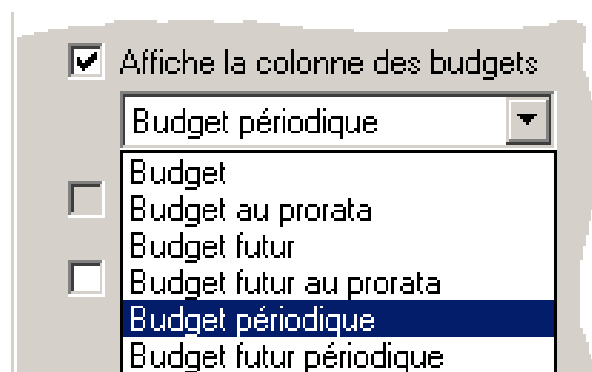 Affiche la colonne des budgets
Budget périodique
Budget
Budget au prorata
Budget futur
Budget futur au prorata
Budget périodique
Budget futur périodique